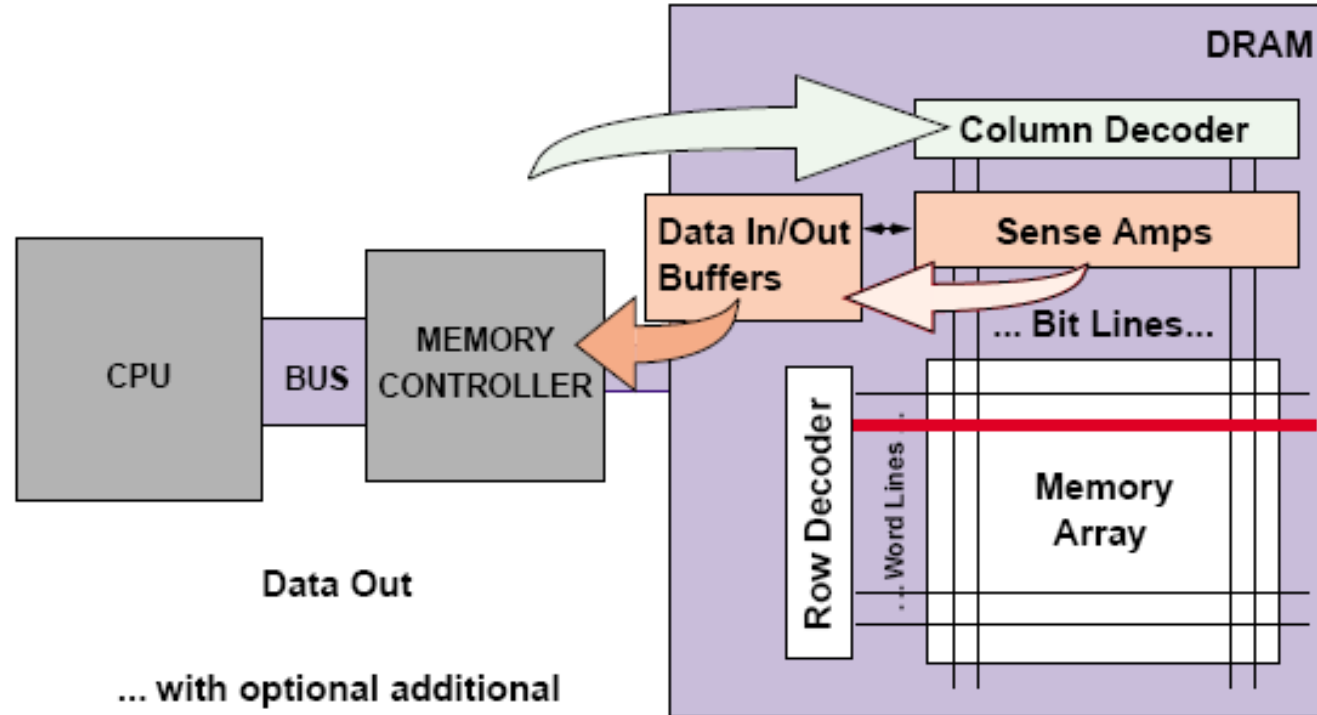 DRAM
Column Decoder
Data In/Out
Buffers
Sense Amps
... Bit Lines...
CPU
BUS
MEMORY
CONTROLLER
Row Decoder
... Word Lines ...
Memory
Array
Data Out
... with optional additional